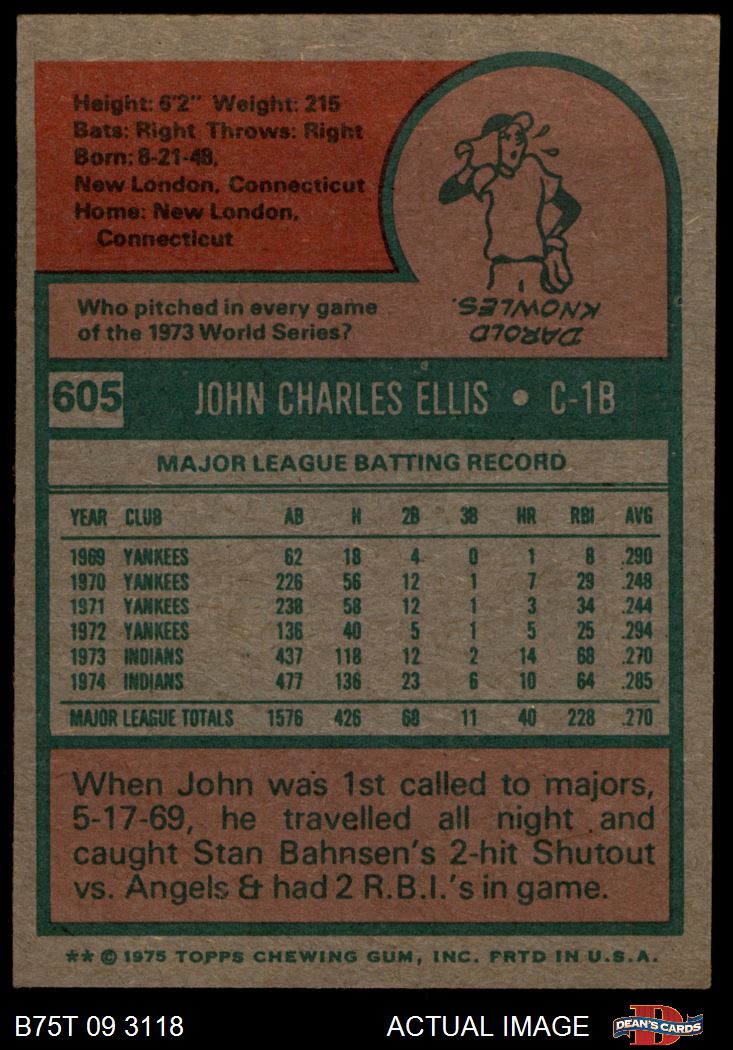 Height: 6'2" Weight: 215
Bats: Right Throws: Right
Born: 8-21-48,
New London, Connecticut
Home: New London,
Connecticut
Who pitched in every game
of the 1973 World Series?
DAROLD
KNOWLES.
605 JOHN CHARLES ELLIS • C-1B
MAJOR LEAGUE BATTING RECORD
YEAR CLUB AB H 2B 3B HR RBI AVG
1969 YANKEES 62 18 4 0 1 8 .290
1970 YANKEES 226 56 12 1 7 29 .248
1971 YANKEES 238 58 12 1 3 34 .244
1972 YANKEES 136 40 5 1 5 25 .294
1973 INDIANS 437 118 12 2 14 68 .270
1974 INDIANS 477 136 23 6 10 64 .285
MAJOR LEAGUE TOTALS 1576 426 68 11 40 228 .270
When John was 1st called to majors,
5-17-69, he travelled all night and
caught Stan Bahnsen's 2-hit Shutout
vs. Angels & had 2 R.B.I.'s in game.
** © 1975 TOPPS CHEWING GUM, INC. PRTD IN U.S.A.
B75T 09 3118 ACTUAL IMAGE D DEAN'S CARDS